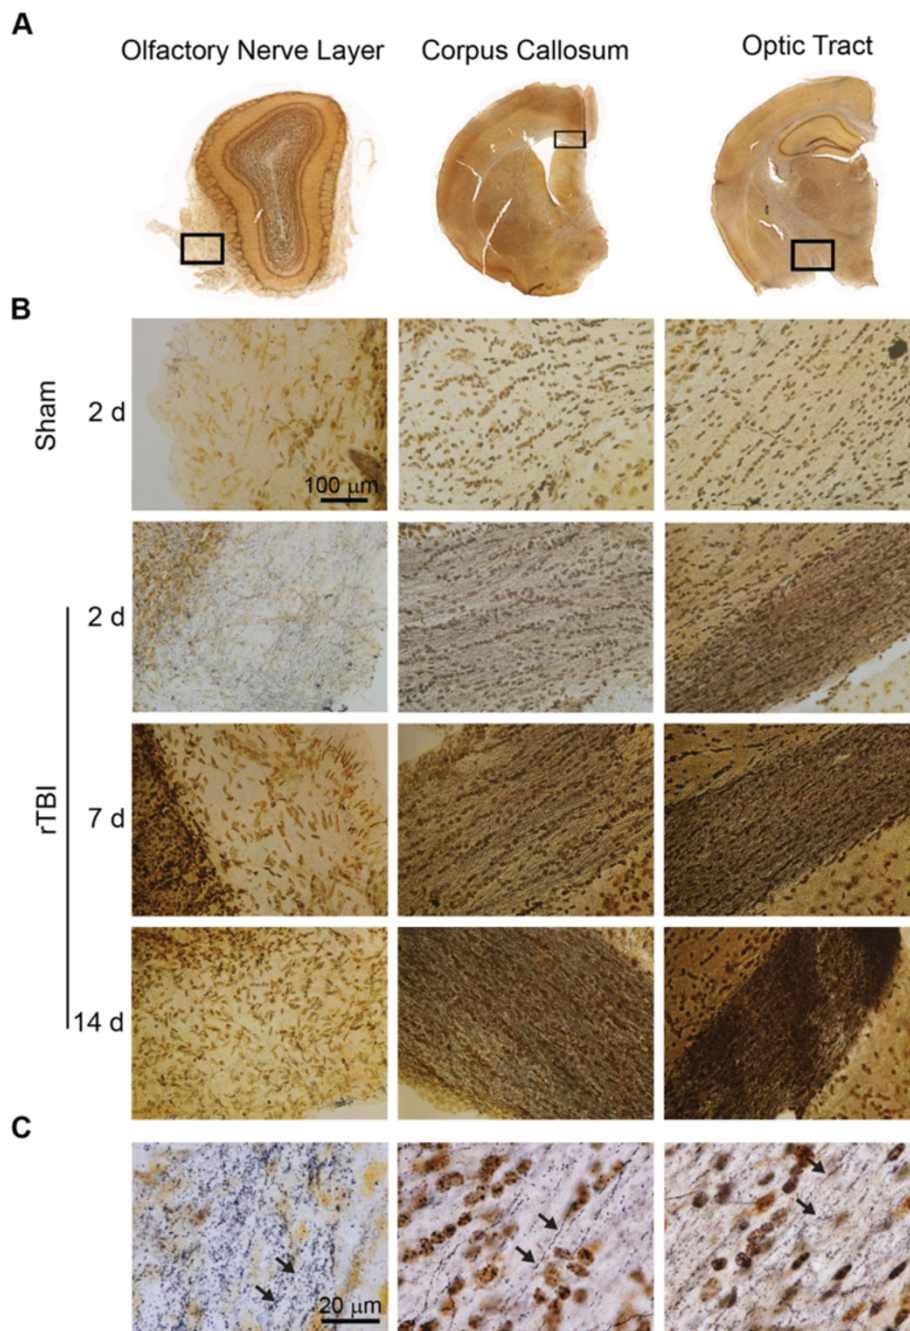 A
Olfactory Nerve Layer
Corpus Callosum
Optic Tract
B
Sham
2 d
100 µm
rTBI
2 d
7 d
14 d
C
20 µm